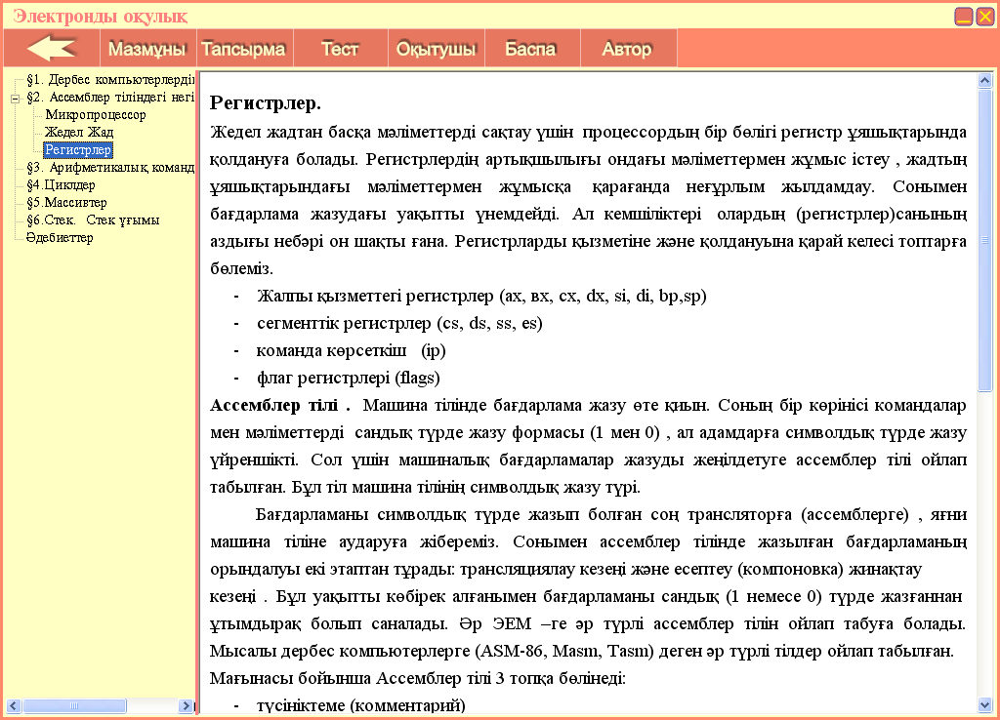 Электронды оқулық
Мазмұны Тапсырма Тест Оқытушы Баспа Автор
§1. Дербес компьютерлердің
§2. Ассемблер тіліндегі негі
Микропроцессор
Жедел Жад
Регистрлер
§3. Арифметикалық команд
§4.Циклдер
§5.Массивтер
§6.Стек. Стек ұғымы
Әдебиеттер
Регистрлер.
Жедел жадтан басқа мәліметтерді сақтау үшін процессордың бір бөлігі регистр ұяшықтарында
қолдануға болады. Регистрлердің артықшылығы ондағы мәліметтермен жұмыс істеу , жадтың
ұяшықтарындағы мәліметтермен жұмысқа қарағанда неғұрлым жылдамдау. Сонымен
бағдарлама жазудағы уақытты үнемдейді. Ал кемшіліктері олардың (регистрлер)санының
аздығы небәрі он шақты ғана. Регистрларды қызметіне және қолдануына қарай келесі топтарға
бөлеміз.
- Жалпы қызметтегі регистрлер (ах, вх, сх, dx, si, di, bp,sp)
- сегменттік регистрлер (cs, ds, ss, es)
- команда көрсеткіш (ip)
- флаг регистрлері (flags)
Ассемблер тілі . Машина тілінде бағдарлама жазу өте қиын. Соның бір көрінісі командалар
мен мәліметтерді сандық түрде жазу формасы (1 мен 0) , ал адамдарға символдық түрде жазу
үйреншікті. Сол үшін машиналық бағдарламалар жазуды жеңілдетуге ассемблер тілі ойлап
табылған. Бұл тіл машина тілінің символдық жазу түрі.
Бағдарламаны символдық түрде жазып болған соң трансляторға (ассемблерге) , яғни
машина тіліне аударуға жібереміз. Сонымен ассемблер тілінде жазылған бағдарламаның
орындалуы екі этаптан тұрады: трансляциялау кезеңі және есептеу (компоновка) жинақтау
кезеңі . Бұл уақытты көбірек алғанымен бағдарламаны сандық (1 немесе 0) түрде жазғаннан
ұтымдырақ болып саналады. Әр ЭЕМ –ге әр түрлі ассемблер тілін ойлап табуға болады.
Мысалы дербес компьютерлерге (ASM-86, Masm, Tasm) деген әр түрлі тілдер ойлап табылған.
Мағынасы бойынша Ассемблер тілі 3 топқа бөлінеді:
- түсініктеме (комментарий)